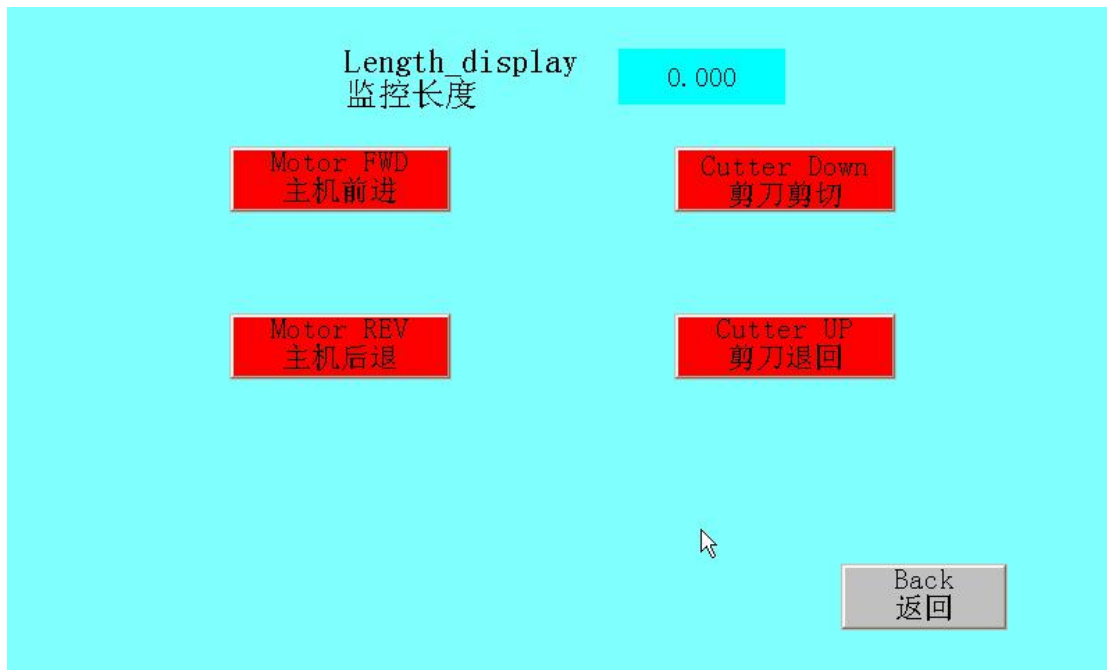 Length_display
监控长度
0.000
Motor FWD
主机前进
Cutter Down
剪刀剪切
Motor REV
主机后退
Cutter UP
剪刀退回
Back
返回